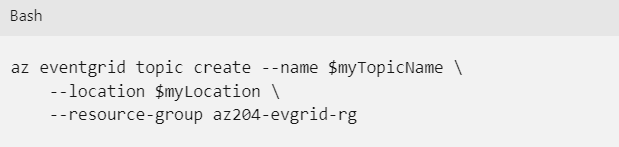 Bash
az eventgrid topic create --name $myTopicName \
    --location $myLocation \
    --resource-group az204-evgrid-rg